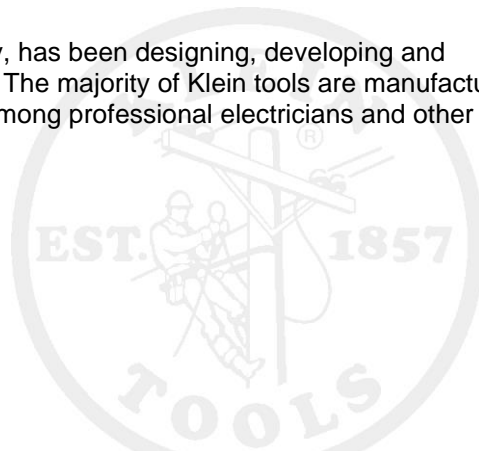 , has been designing, developing and
The majority of Klein tools are manufactu
mong professional electricians and other
KLEIN
®
EST. 1857
TOOLS